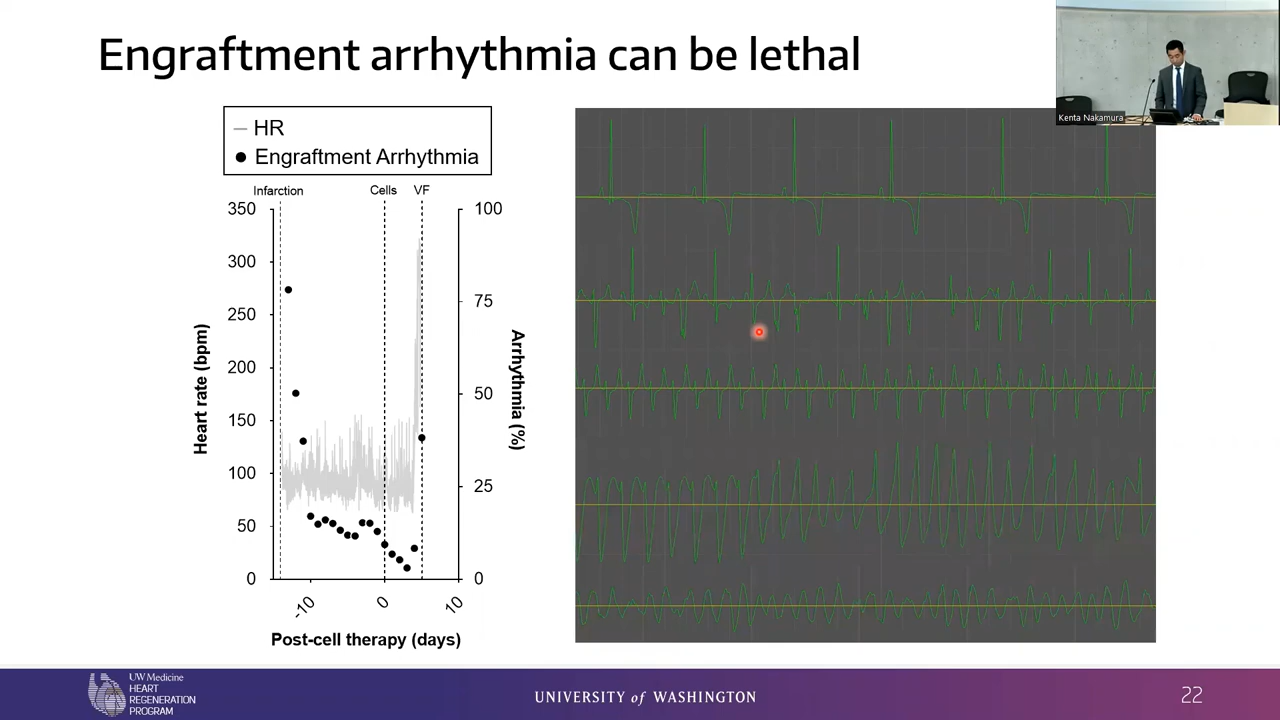 Engraftment arrhythmia can be lethal
Kenta Nakamura
HR
Engraftment Arrhythmia
Infarction
Cells
VF
350
300
250
200
150
100
50
0
Heart rate (bpm)
100
75
50
25
0
Arrhythmia (%)
-10
0
10
Post-cell therapy (days)
UW Medicine
HEART
REGENERATION
PROGRAM
UNIVERSITY of WASHINGTON
22